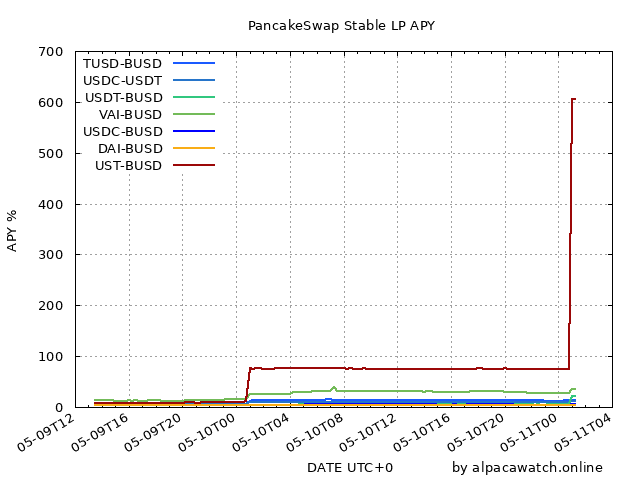 PancakeSwap Stable LP APY
700
600
500
400
300
200
100
0
APY %
TUSD-BUSD
USDC-USDT
USDT-BUSD
VAI-BUSD
USDC-BUSD
DAI-BUSD
UST-BUSD
05-09T12
05-09T16
05-09T20
05-10T00
05-10T04
05-10T08
05-10T12
05-10T16
05-10T20
05-11T00
05-11T04
DATE UTC+0
by alpacawatch.online